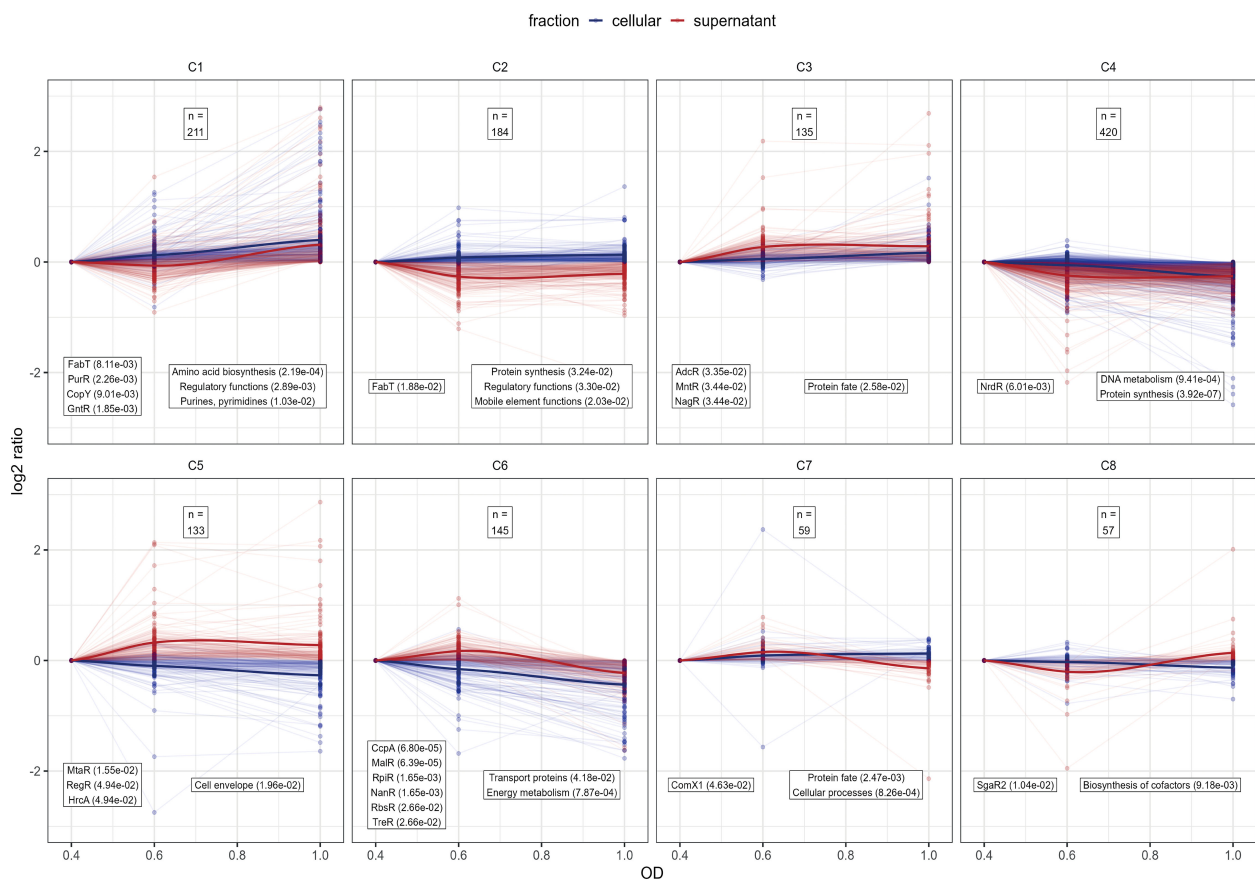 fraction cellular supernatant
C1
C2
C3
C4
n =
211
n =
184
n =
135
n =
420
2
0
-2
FabT (8.11e-03)
PurR (2.26e-03)
CopY (9.01e-03)
GntR (1.85e-03)
Amino acid biosynthesis (2.19e-04)
Regulatory functions (2.89e-03)
Purines, pyrimidines (1.03e-02)
FabT (1.88e-02)
Protein synthesis (3.24e-02)
Regulatory functions (3.30e-02)
Mobile element functions (2.03e-02)
AdcR (3.35e-02)
MntR (3.44e-02)
NagR (3.44e-02)
Protein fate (2.58e-02)
NrdR (6.01e-03)
DNA metabolism (9.41e-04)
Protein synthesis (3.92e-07)
log2 ratio
C5
C6
C7
C8
n =
133
n =
145
n =
59
n =
57
2
0
-2
MtaR (1.55e-02)
RegR (4.94e-02)
HrcA (4.94e-02)
Cell envelope (1.96e-02)
CcpA (6.80e-05)
MalR (6.39e-05)
RpiR (1.65e-03)
NanR (1.65e-03)
RbsR (2.66e-02)
TreR (2.66e-02)
Transport proteins (4.18e-02)
Energy metabolism (7.87e-04)
ComX1 (4.63e-02)
Protein fate (2.47e-03)
Cellular processes (8.26e-04)
SgaR2 (1.04e-02)
Biosynthesis of cofactors (9.18e-03)
0.4 0.6 0.8 1.0
0.4 0.6 0.8 1.0
0.4 0.6 0.8 1.0
0.4 0.6 0.8 1.0
OD